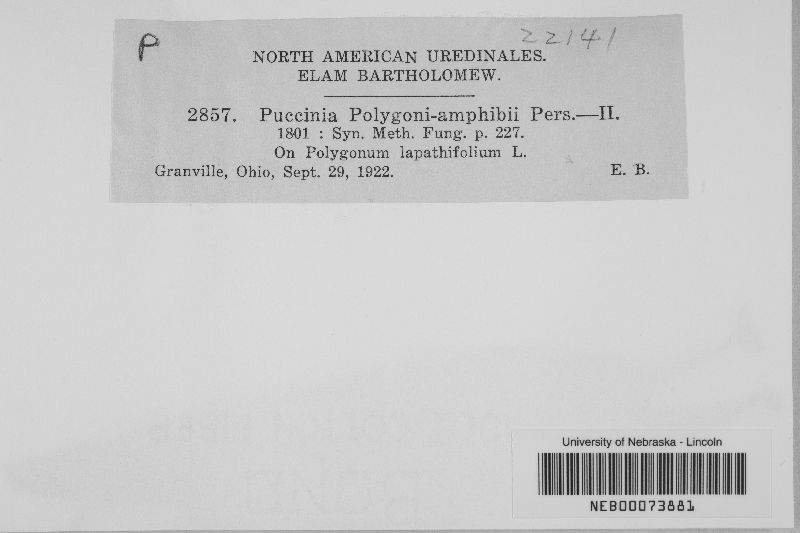 P
22141
NORTH AMERICAN UREDINALES.
ELAM BARTHOLOMEW.
2857. Puccinia Polygoni-amphibii Pers.—II.
1801 : Syn. Meth. Fung. p. 227.
On Polygonum lapathifolium L.
Granville, Ohio, Sept. 29, 1922. E. B.
University of Nebraska - Lincoln
NEB00073881